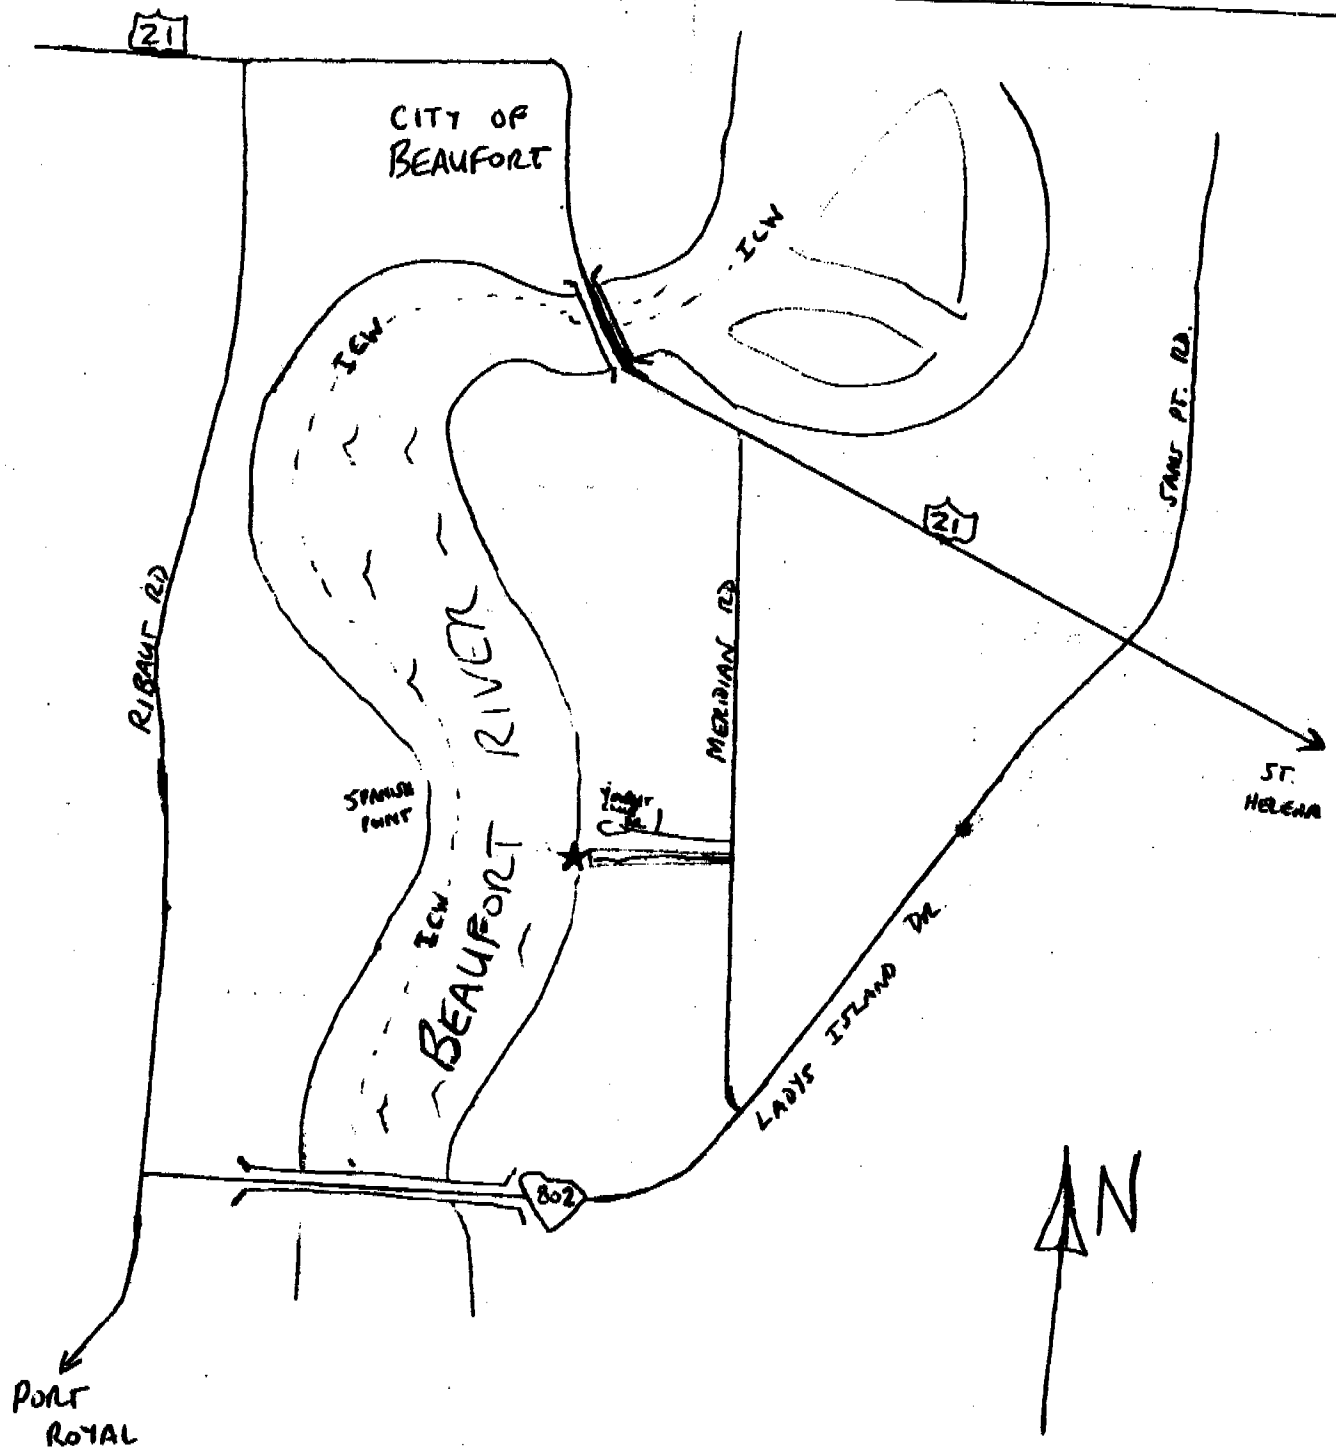 21
CITY OF
BEAUFORT
ICW
ICW
SAMS PT. RD.
21
RIBAUT RD
MERIDIAN RD
BEAUFORT RIVER
SPANISH
POINT
ST.
HELENA
ICW
LADYS ISLAND DR.
802
N
PORT
ROYAL